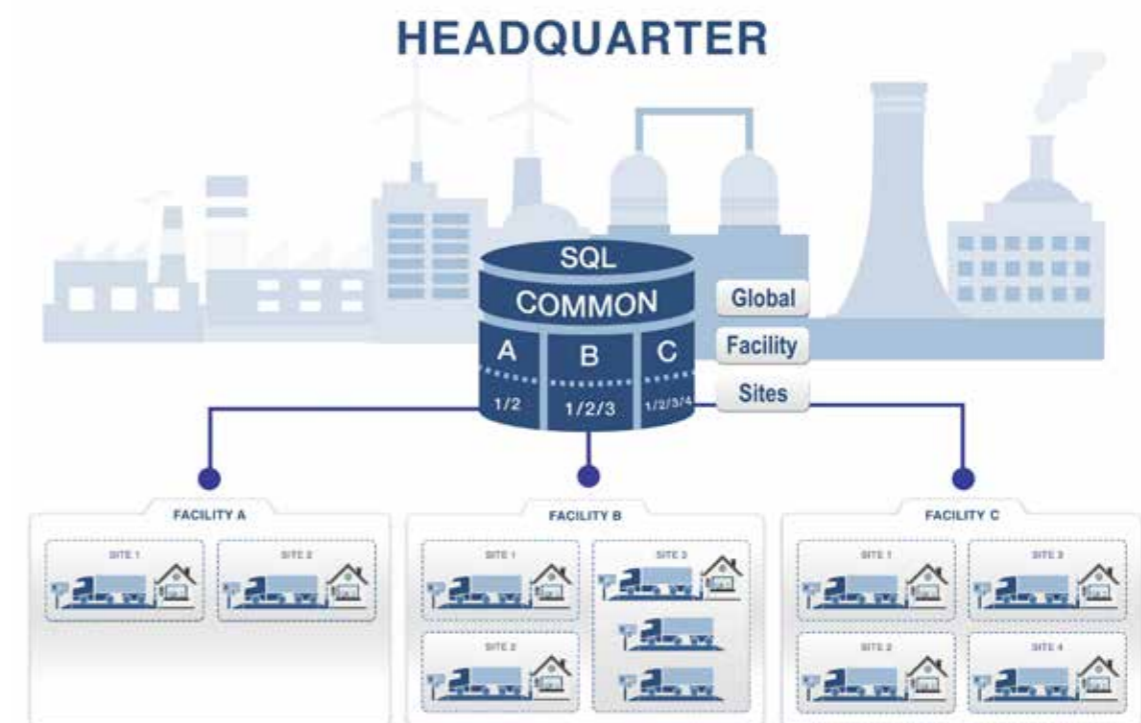 HEADQUARTER
SQL
COMMON
Global
A
B
C
Facility
1/2
1/2/3
1/2/3/4
Sites
FACILITY A
FACILITY B
FACILITY C
SITE 1
SITE 2
SITE 1
SITE 3
SITE 2
SITE 1
SITE 3
SITE 2
SITE 4